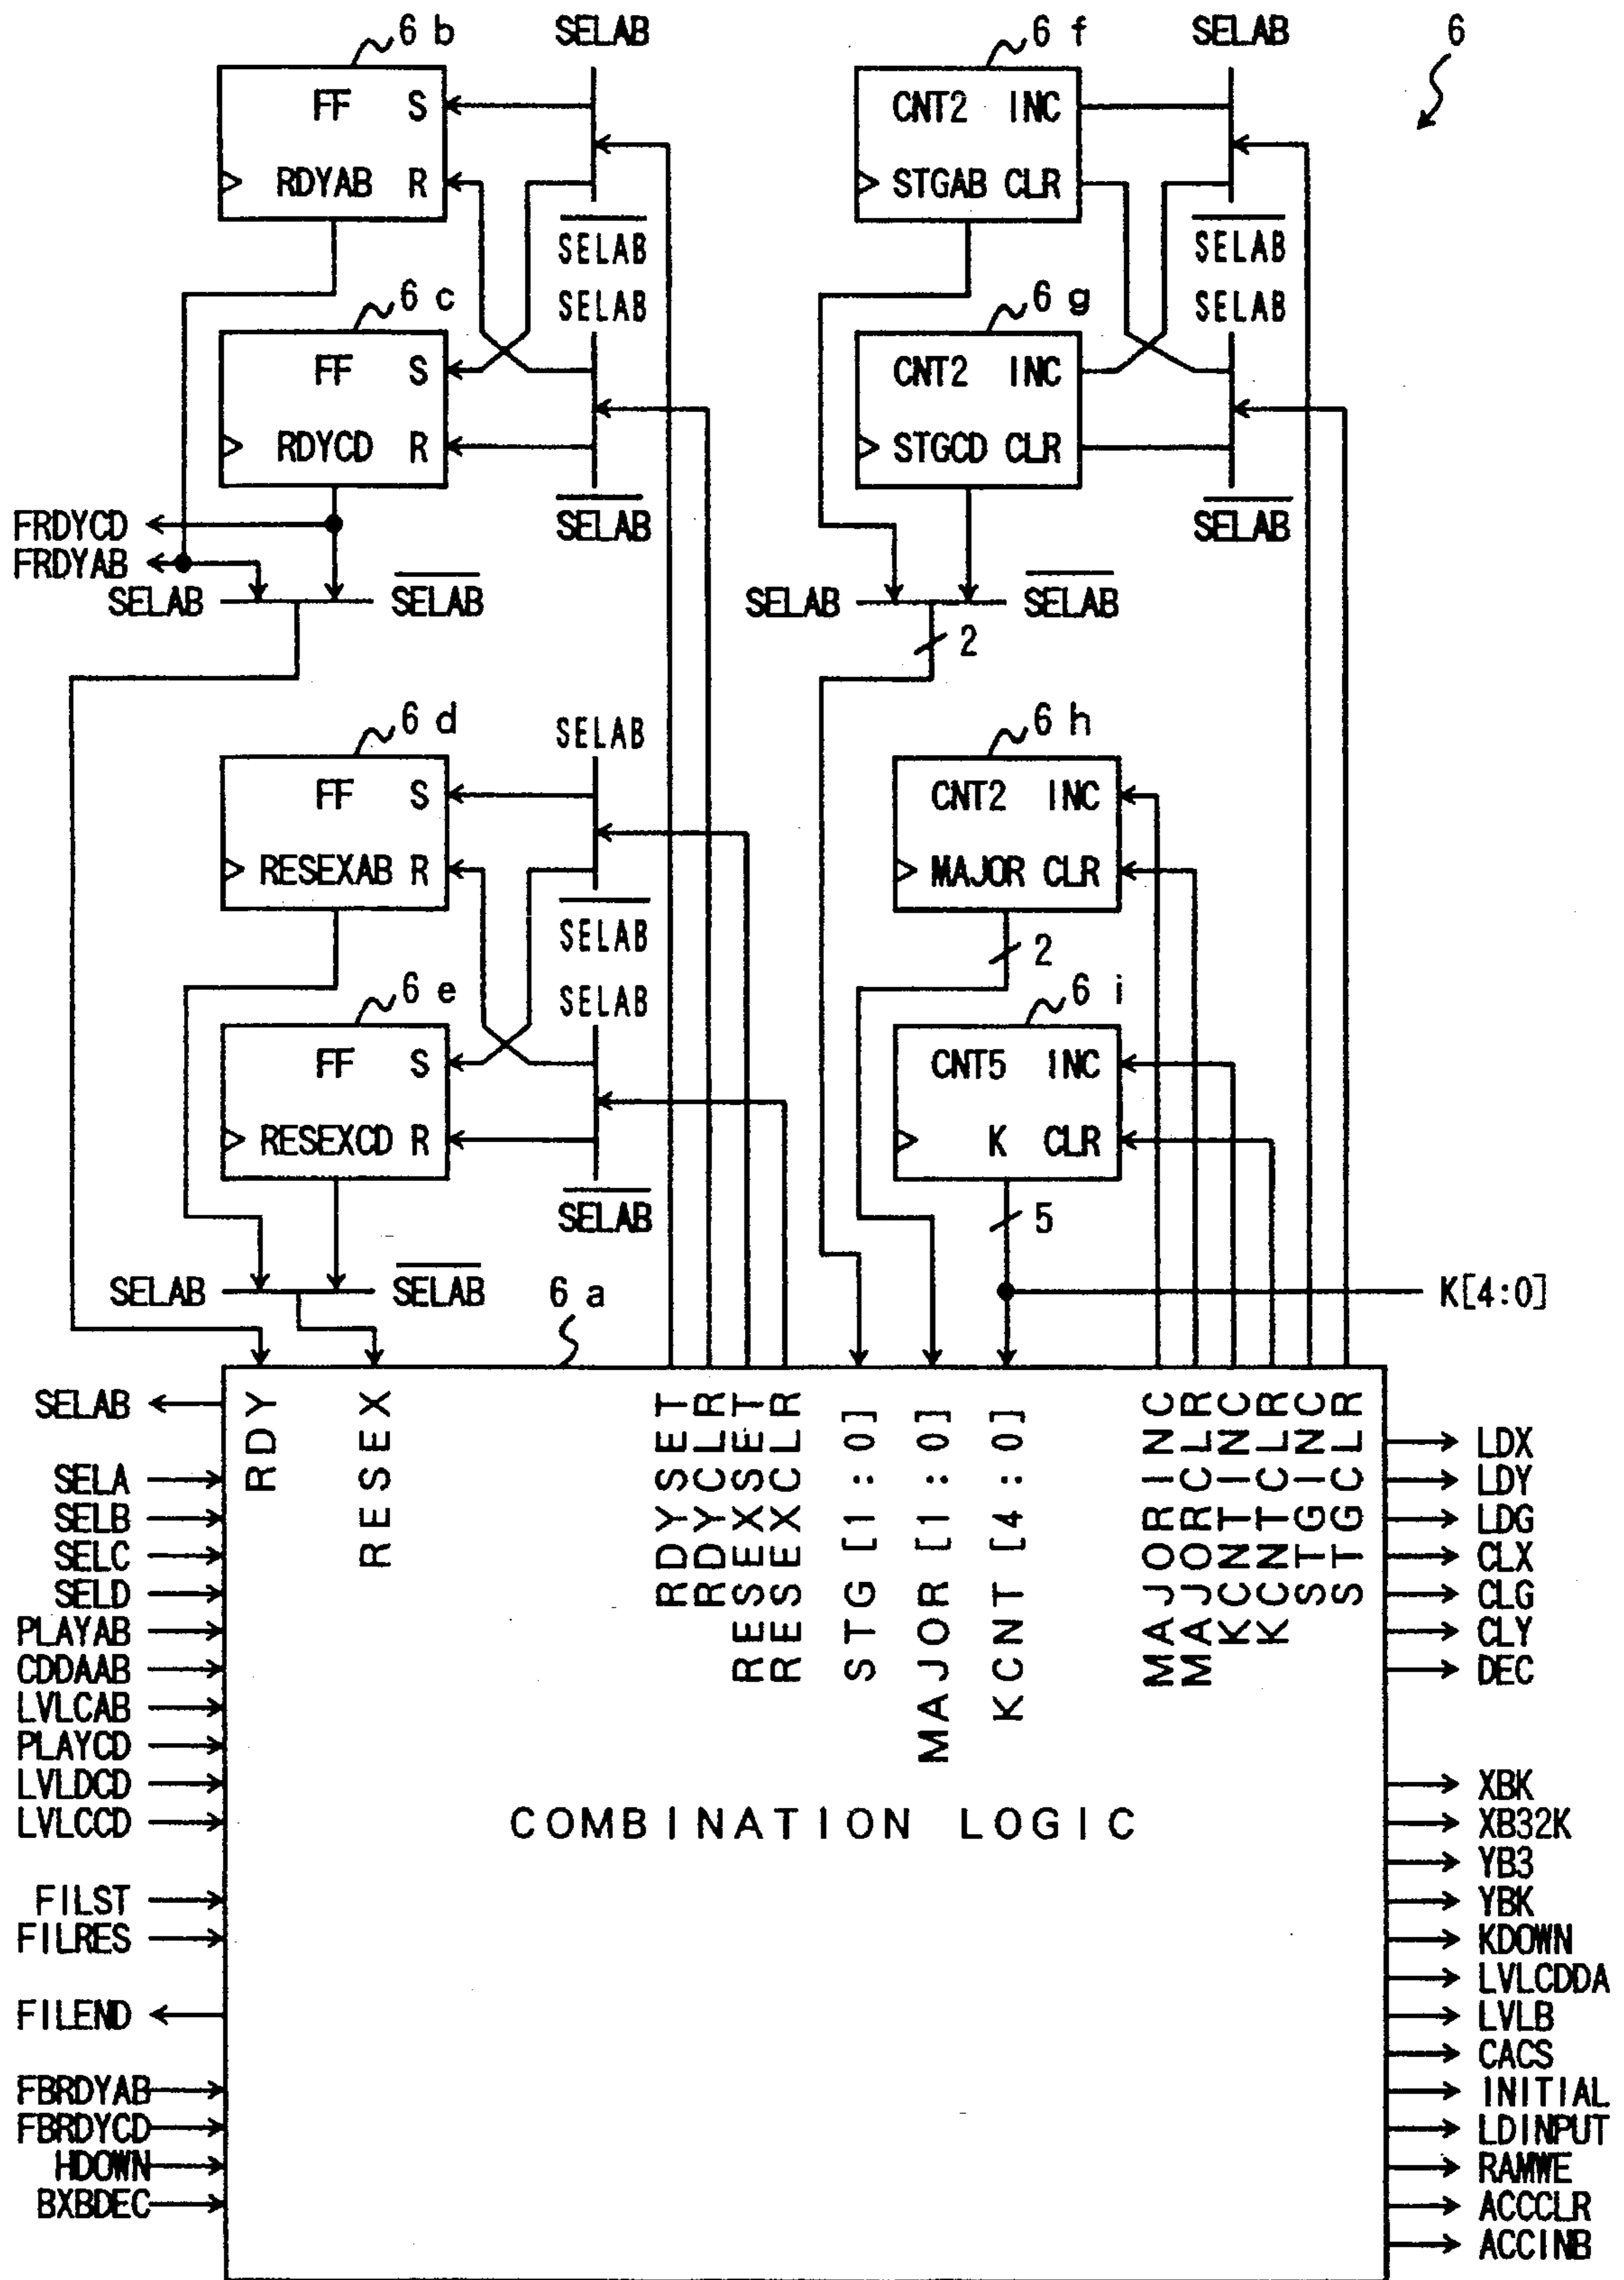 6 b
SELAB
6 f
SELAB
6
FF S
RDYAB R
CNT2 INC
STGAB CLR
SELAB
SELAB
6 c
SELAB
6 g
SELAB
FF S
RDYCD R
CNT2 INC
STGCD CLR
SELAB
SELAB
FRDYCD
FRDYAB
SELAB
SELAB
SELAB
SELAB
2
6 d
SELAB
6 h
FF S
RESEXAB R
CNT2 INC
MAJOR CLR
SELAB
2
6 e
SELAB
6 i
FF S
RESEXCD R
CNT5 INC
K CLR
SELAB
5
SELAB
SELAB
6 a
K[4:0]
RDY
RESEX
RDYSET
RDYCLR
RESEXSET
RESEXCLR
STG [1:0]
MAJOR [1:0]
KCNT [4:0]
MAJORINC
MAJORCLR
KCNTINC
KCNTCLR
STGINC
STGCLR
SELAB
SELA
SELB
SELC
SELD
PLAYAB
CDDAAB
LVLCAB
PLAYCD
LVLDCD
LVLCCD
FILST
FILRES
FILEND
FBRDYAB
FBRDYCD
HDOWN
BXBDEC
COMBINATION LOGIC
LDX
LDY
LDG
CLX
CLG
CLY
DEC
XBK
XB32K
YB3
YBK
KDOWN
LVLCDDA
LVLB
CACS
INITIAL
LDINPUT
RAMWE
ACCCLR
ACCINB